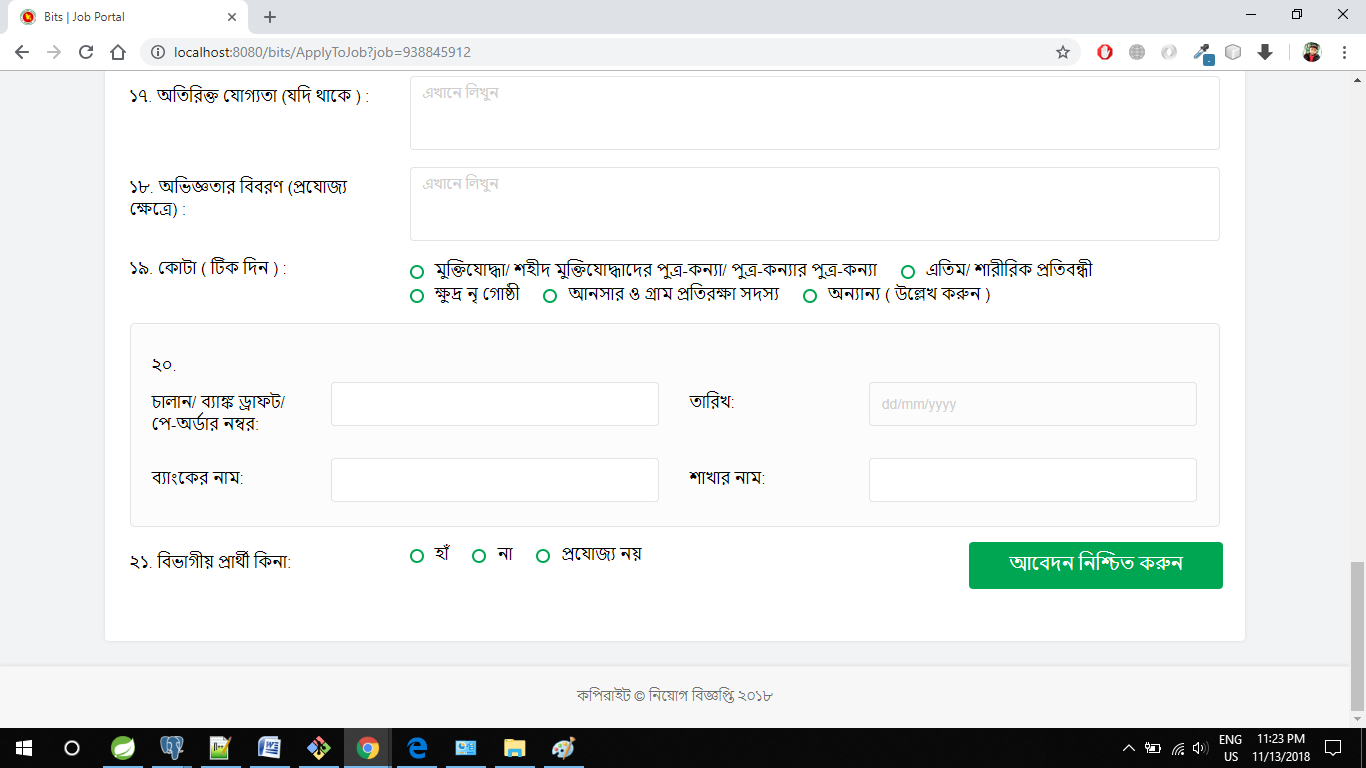 Bits | Job Portal
localhost:8080/bits/ApplyToJob?job=938845912
১৭. অতিরিক্ত যোগ্যতা (যদি থাকে ) :
এখানে লিখুন
১৮. অভিজ্ঞতার বিবরণ (প্রযোজ্য
ক্ষেত্রে) :
এখানে লিখুন
১৯. কোটা ( টিক দিন ) :
মুক্তিযোদ্ধা/ শহীদ মুক্তিযোদ্ধাদের পুত্র-কন্যা/ পুত্র-কন্যার পুত্র-কন্যা এতিম/ শারীরিক প্রতিবন্ধী
ক্ষুদ্র নৃ গোষ্ঠী আনসার ও গ্রাম প্রতিরক্ষা সদস্য অন্যান্য ( উল্লেখ করুন )
২০.
চালান/ ব্যাঙ্ক ড্রাফট/
পে-অর্ডার নম্বর:
তারিখ:
dd/mm/yyyy
ব্যাংকের নাম:
শাখার নাম:
২১. বিভাগীয় প্রার্থী কিনা:
হাঁ না প্রযোজ্য নয়
আবেদন নিশ্চিত করুন
কপিরাইট © নিয়োগ বিজ্ঞপ্তি ২০১৮
ENG 11:23 PM
US 11/13/2018